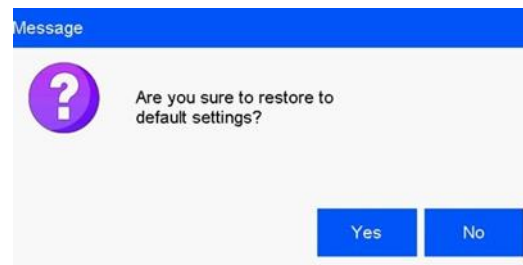 Message
Are you sure to restore to
default settings?
Yes
No